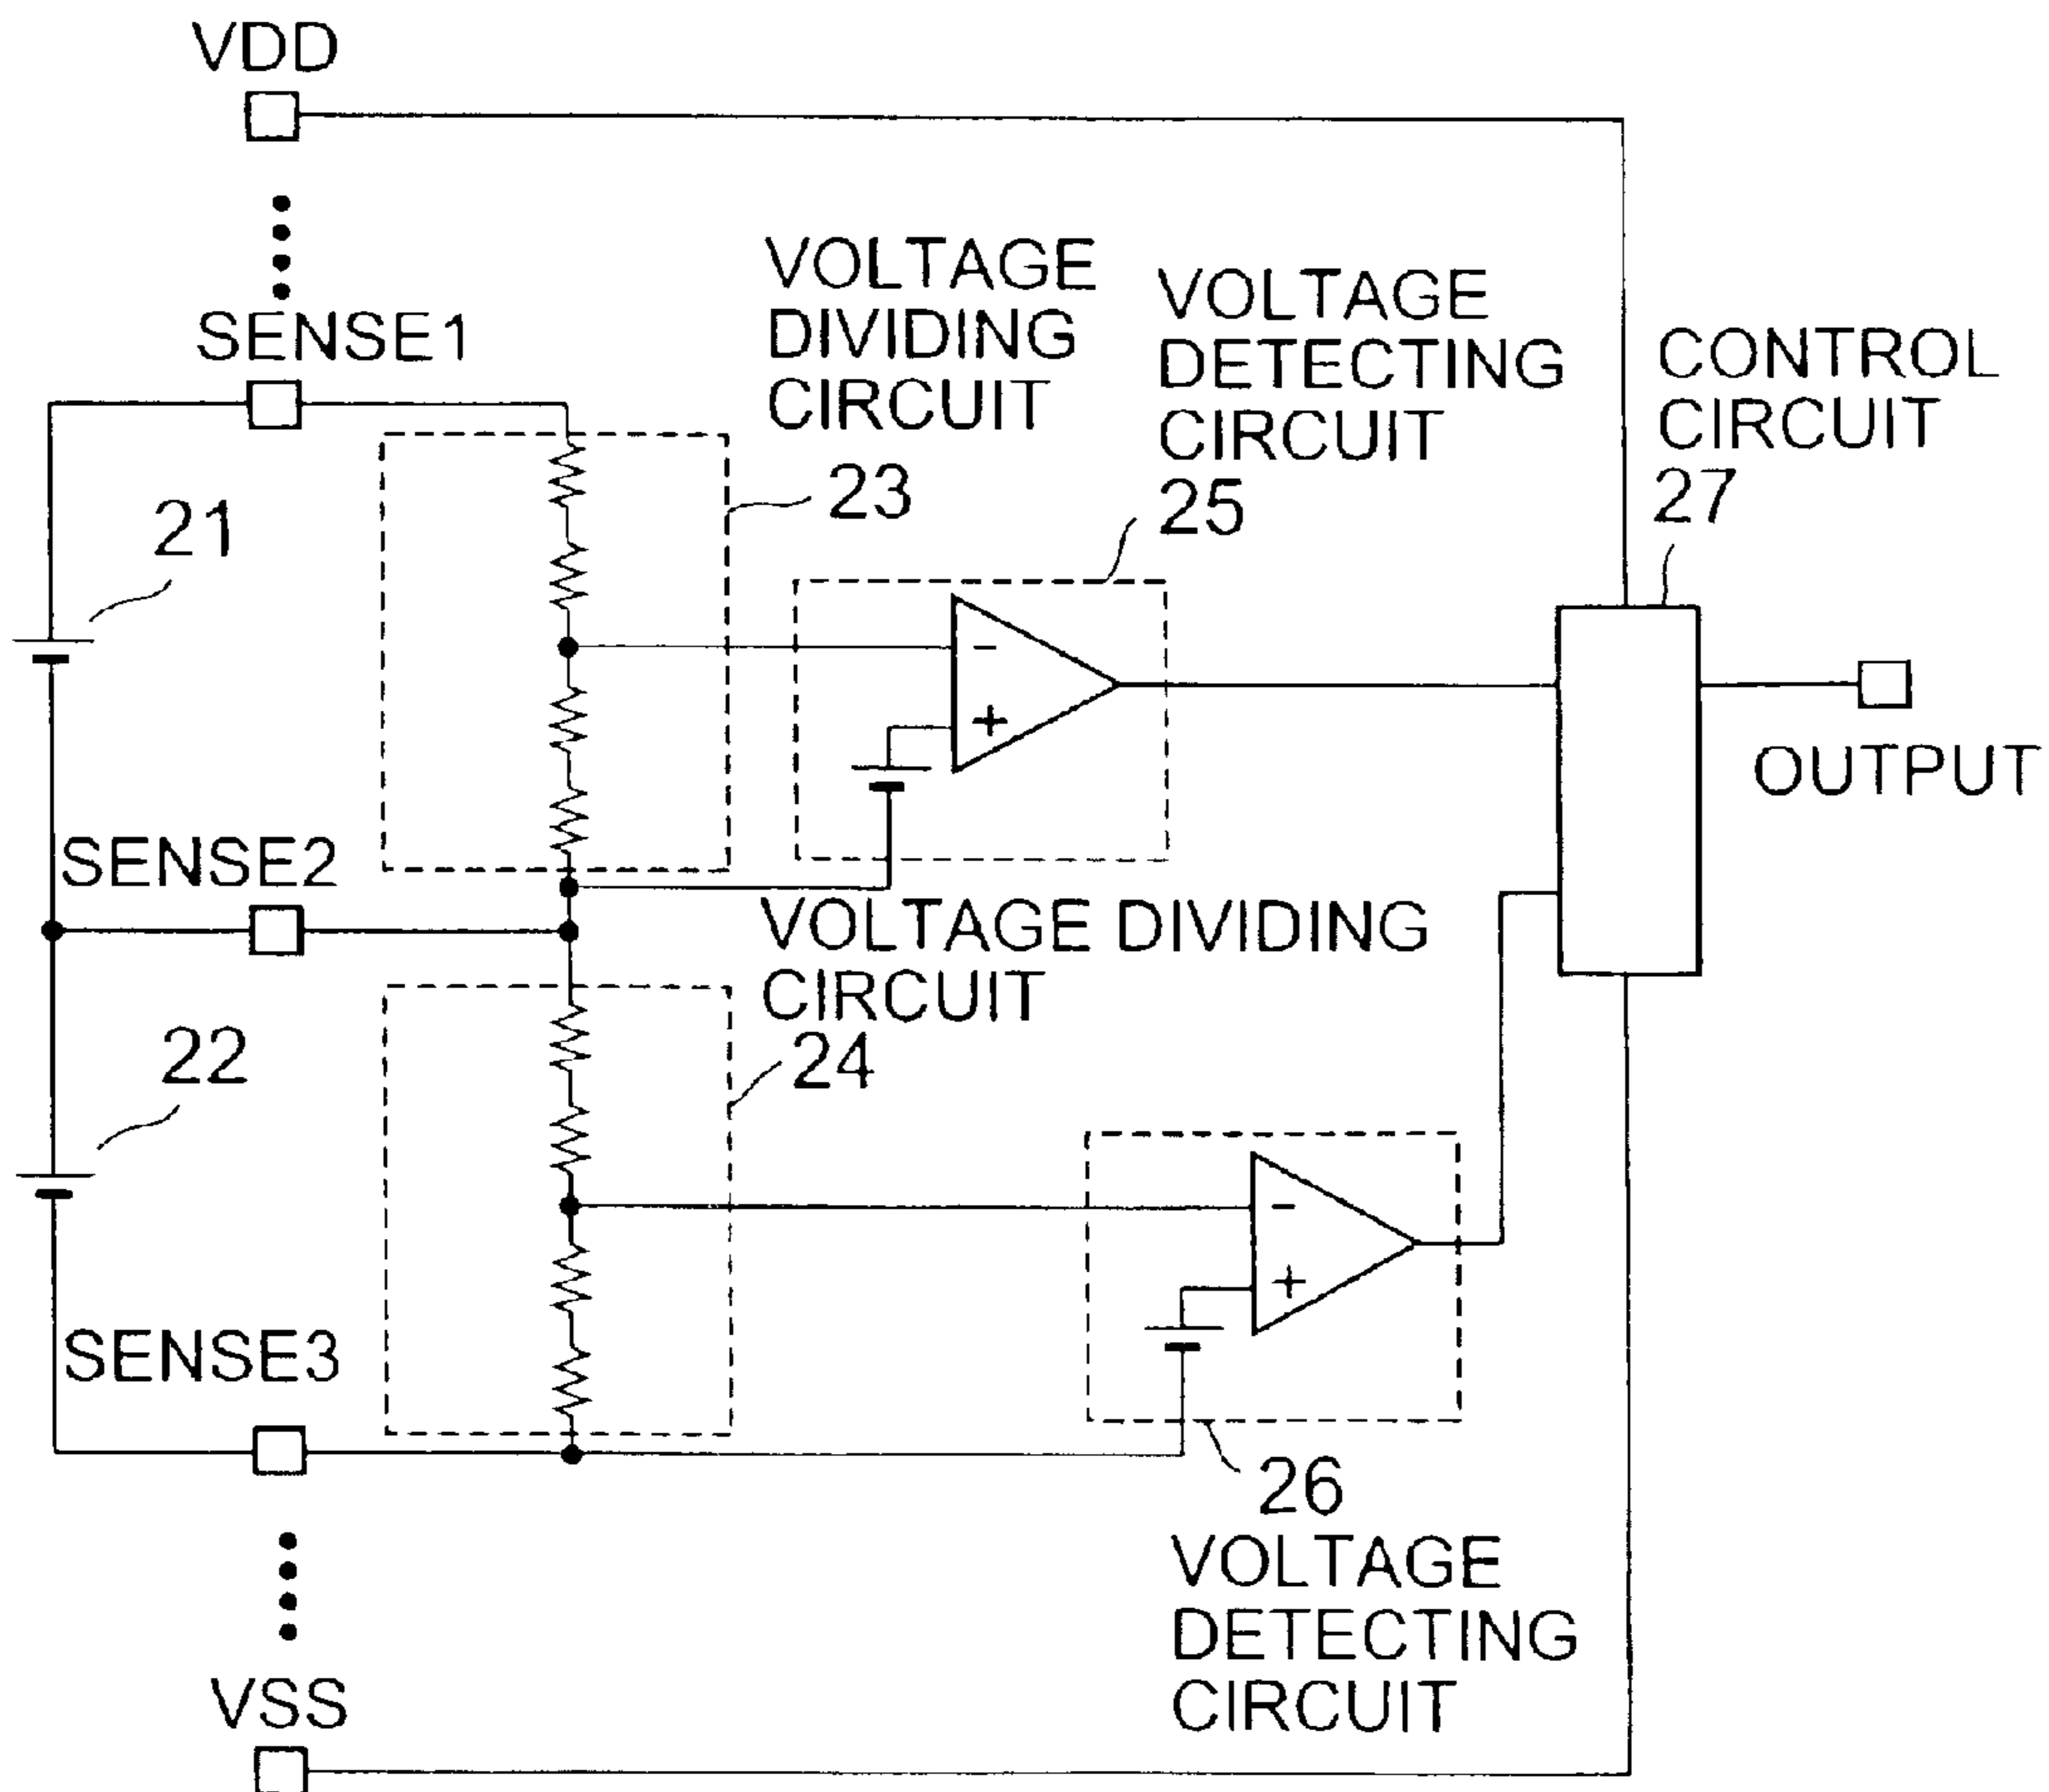 VDD
SENSE1
VOLTAGE
DIVIDING
CIRCUIT
23
VOLTAGE
DETECTING
CIRCUIT
25
CONTROL
CIRCUIT
27
21
-
+
OUTPUT
SENSE2
VOLTAGE DIVIDING
CIRCUIT
24
22
-
+
SENSE3
26
VOLTAGE
DETECTING
CIRCUIT
VSS